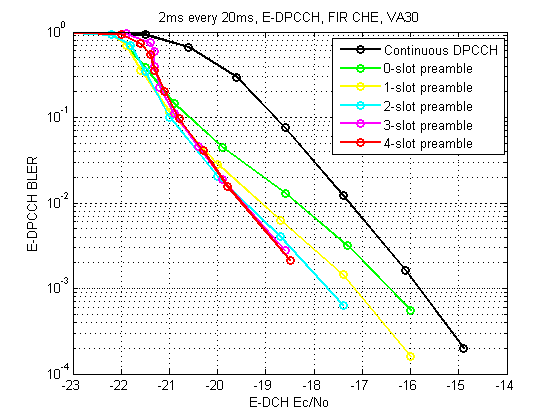 2ms every 20ms, E-DPCCH, FIR CHE, VA30
10^0
10^-1
10^-2
10^-3
10^-4
E-DPCCH BLER
Continuous DPCCH
0-slot preamble
1-slot preamble
2-slot preamble
3-slot preamble
4-slot preamble
-23 -22 -21 -20 -19 -18 -17 -16 -15 -14
E-DCH Ec/No